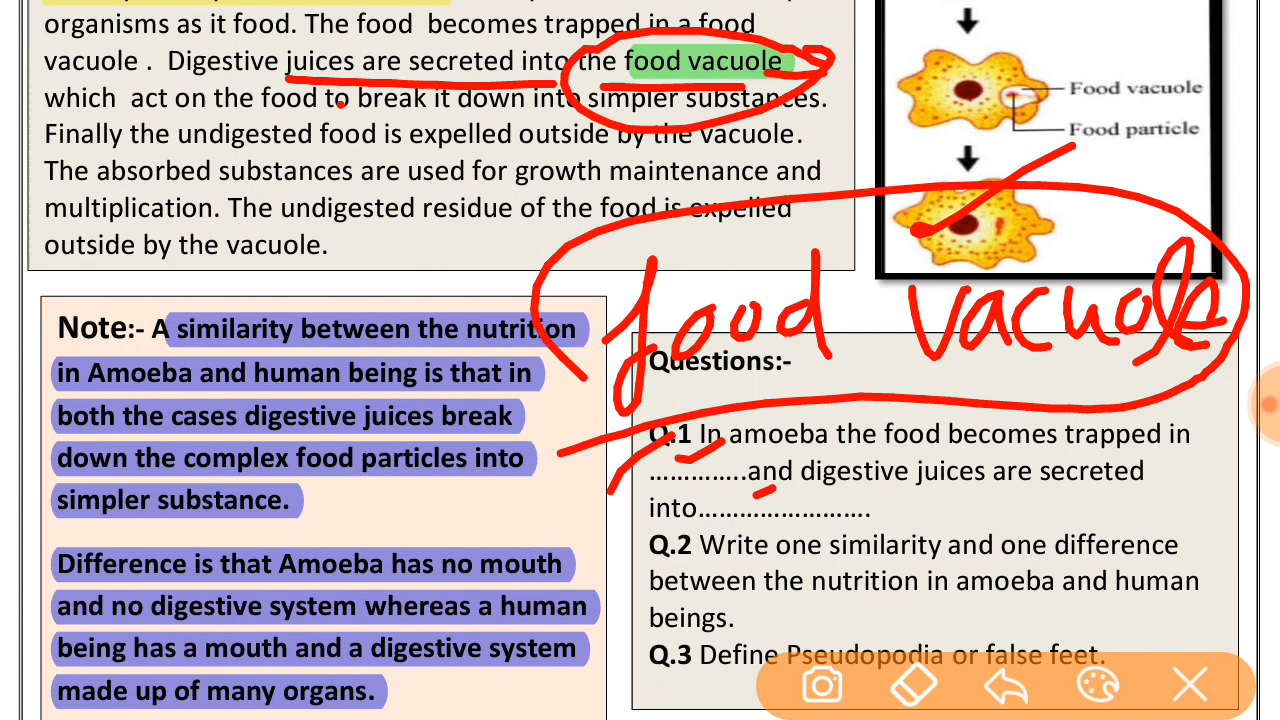 organisms as it food. The food becomes trapped in a food
vacuole . Digestive juices are secreted into the food vacuole
which act on the food to break it down into simpler substances.
Finally the undigested food is expelled outside by the vacuole.
The absorbed substances are used for growth maintenance and
multiplication. The undigested residue of the food is expelled
outside by the vacuole.
Food vacuole
Food particle
food vacuole
Note:- A similarity between the nutrition
in Amoeba and human being is that in
both the cases digestive juices break
down the complex food particles into
simpler substance.
Difference is that Amoeba has no mouth
and no digestive system whereas a human
being has a mouth and a digestive system
made up of many organs.
Questions:-
Q.1 In amoeba the food becomes trapped in
…………..and digestive juices are secreted
into…………………….
Q.2 Write one similarity and one difference
between the nutrition in amoeba and human
beings.
Q.3 Define Pseudopodia or false feet.